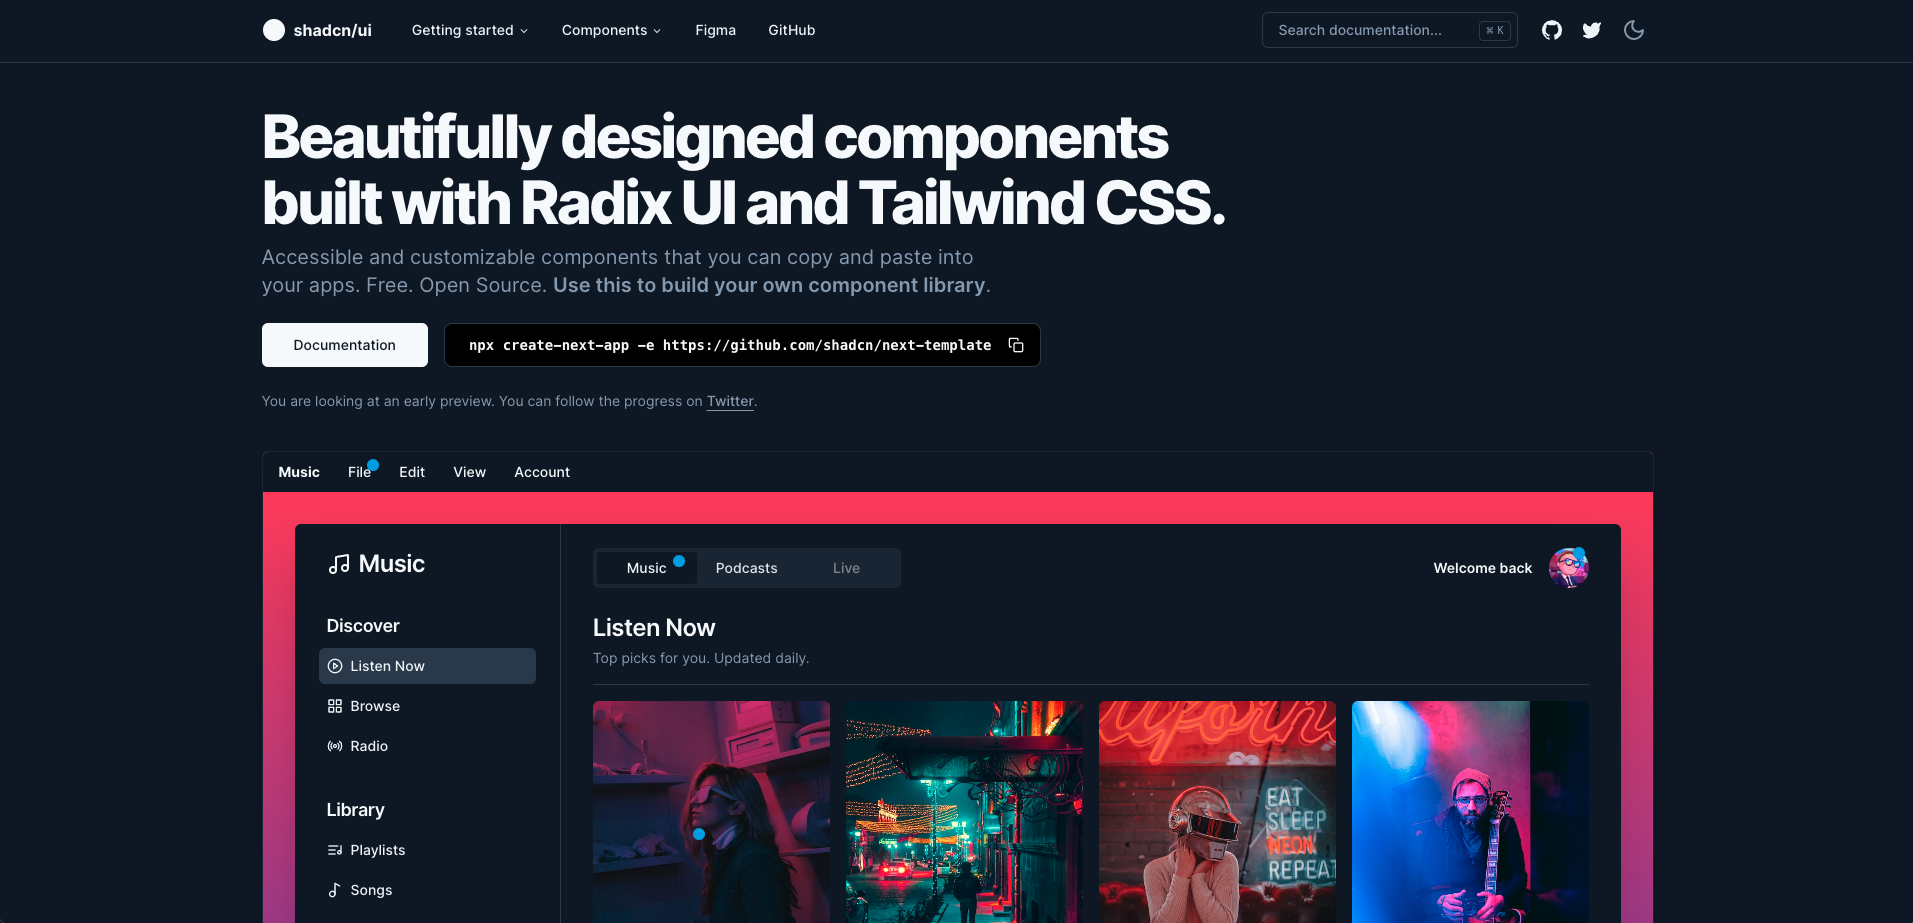 shadcn/ui
Getting started
Components
Figma
GitHub
Search documentation...
⌘ K
Beautifully designed components
built with Radix UI and Tailwind CSS.
Accessible and customizable components that you can copy and paste into
your apps. Free. Open Source. Use this to build your own component library.
Documentation
npx create-next-app -e https://github.com/shadcn/next-template
You are looking at an early preview. You can follow the progress on Twitter.
Music
File
Edit
View
Account
Music
Discover
Listen Now
Browse
Radio
Library
Playlists
Songs
Music
Podcasts
Live
Welcome back
Listen Now
Top picks for you. Updated daily.
EAT
SLEEP
NEON
REPEAT